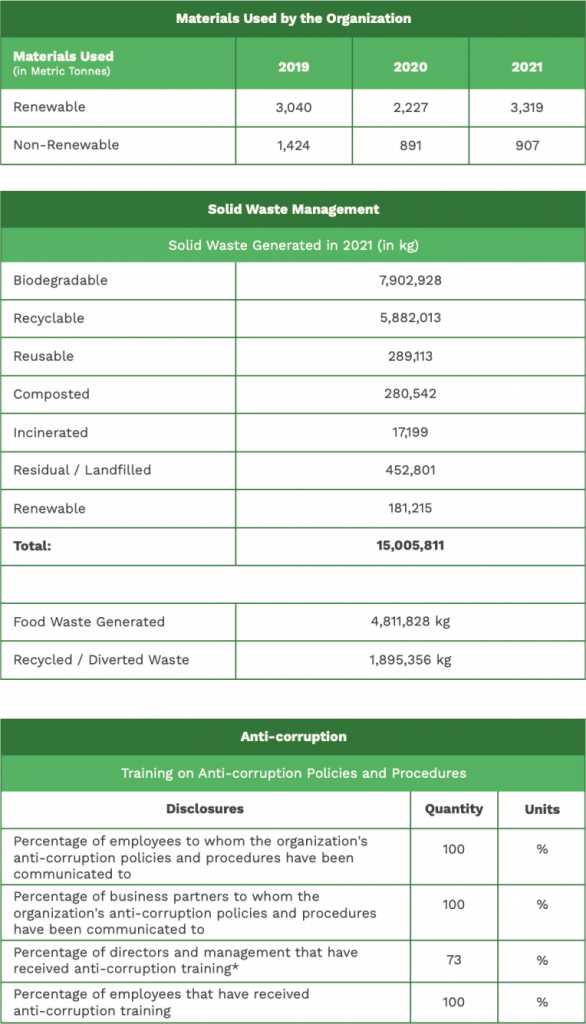 Materials Used by the Organization
Materials Used
(in Metric Tonnes)
2019
2020
2021
Renewable
3,040
2,227
3,319
Non-Renewable
1,424
891
907
Solid Waste Management
Solid Waste Generated in 2021 (in kg)
Biodegradable
7,902,928
Recyclable
5,882,013
Reusable
289,113
Composted
280,542
Incinerated
17,199
Residual / Landfilled
452,801
Renewable
181,215
Total:
15,005,811
Food Waste Generated
4,811,828 kg
Recycled / Diverted Waste
1,895,356 kg
Anti-corruption
Training on Anti-corruption Policies and Procedures
Disclosures
Quantity
Units
Percentage of employees to whom the organization's
anti-corruption policies and procedures have been
communicated to
100
%
Percentage of business partners to whom the
organization's anti-corruption policies and procedures
have been communicated to
100
%
Percentage of directors and management that have
received anti-corruption training*
73
%
Percentage of employees that have received
anti-corruption training
100
%